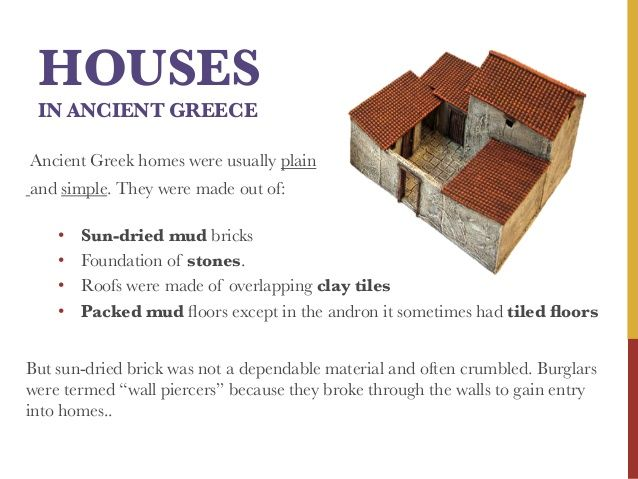 HOUSES
IN ANCIENT GREECE
Ancient Greek homes were usually plain
and simple. They were made out of:
• Sun-dried mud bricks
• Foundation of stones.
• Roofs were made of overlapping clay tiles
• Packed mud floors except in the andron it sometimes had tiled floors
But sun-dried brick was not a dependable material and often crumbled. Burglars
were termed “wall piercers” because they broke through the walls to gain entry
into homes..